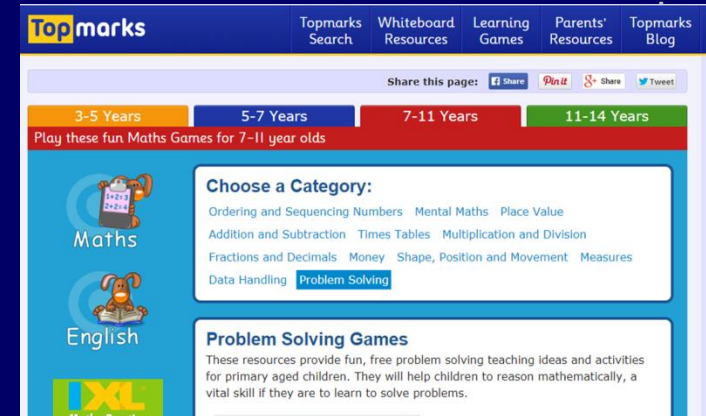 Topmarks
Topmarks Search
Whiteboard Resources
Learning Games
Parents' Resources
Topmarks Blog
Share this page: Share Pin it Share Tweet
3-5 Years 5-7 Years 7-11 Years 11-14 Years
Play these fun Maths Games for 7-11 year olds
1+2=3
2+2=4
Maths
English
IXL
Choose a Category:
Ordering and Sequencing Numbers Mental Maths Place Value
Addition and Subtraction Times Tables Multiplication and Division
Fractions and Decimals Money Shape, Position and Movement Measures
Data Handling Problem Solving
Problem Solving Games
These resources provide fun, free problem solving teaching ideas and activities
for primary aged children. They will help children to reason mathematically, a
vital skill if they are to learn to solve problems.